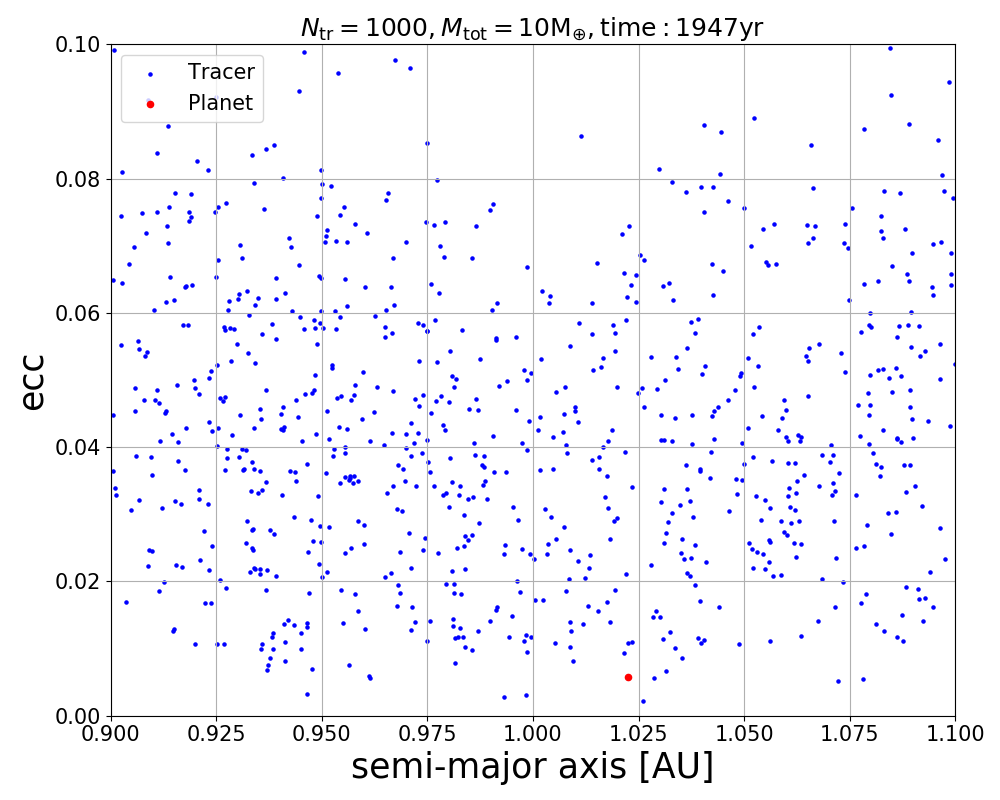 N_tr = 1000, M_tot = 10M_⊕, time : 1947yr
0.10
Tracer
Planet
0.08
0.06
ecc
0.04
0.02
0.00
0.900 0.925 0.950 0.975 1.000 1.025 1.050 1.075 1.100
semi-major axis [AU]